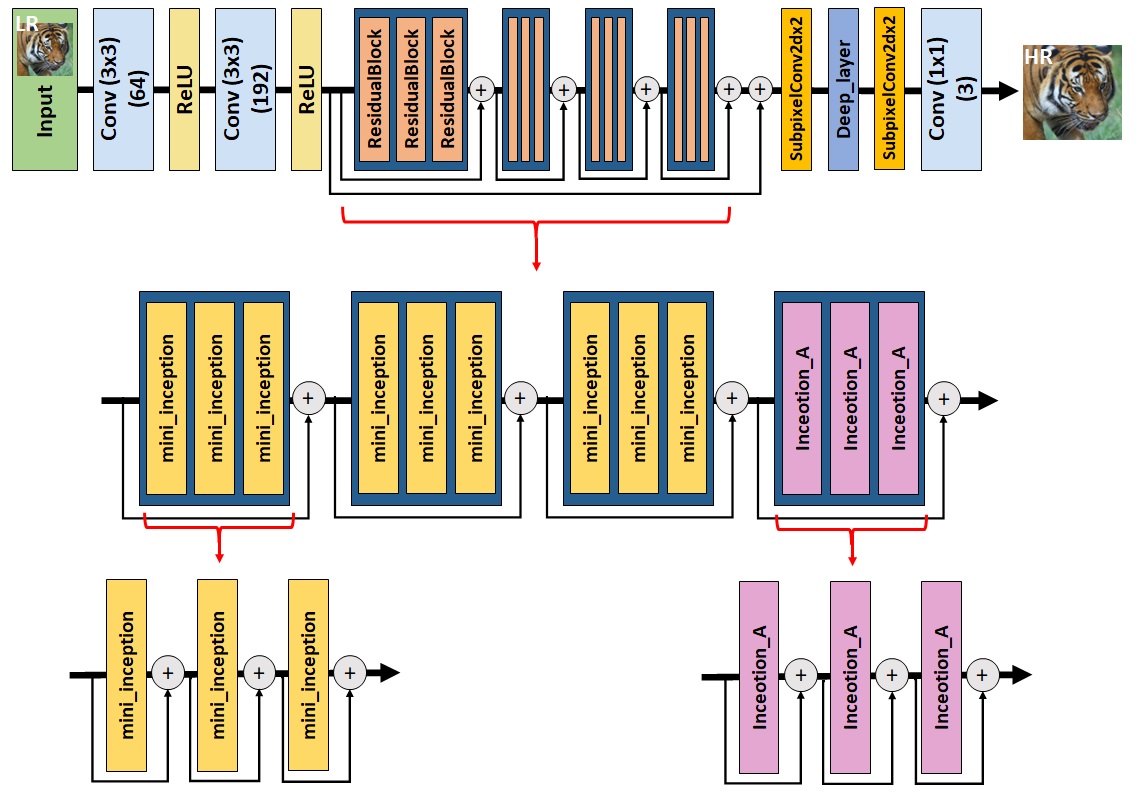 LR
Input
Conv (3x3)
(64)
ReLU
Conv (3x3)
(192)
ReLU
ResidualBlock
ResidualBlock
ResidualBlock
+
+
+
+
+
SubpixelConv2dx2
Deep_layer
SubpixelConv2dx2
Conv (1x1)
(3)
HR
mini_inception
mini_inception
mini_inception
+
mini_inception
mini_inception
mini_inception
+
mini_inception
mini_inception
mini_inception
+
Inceotion_A
Inceotion_A
Inceotion_A
+
mini_inception
+
mini_inception
+
mini_inception
+
Inceotion_A
+
Inceotion_A
+
Inceotion_A
+